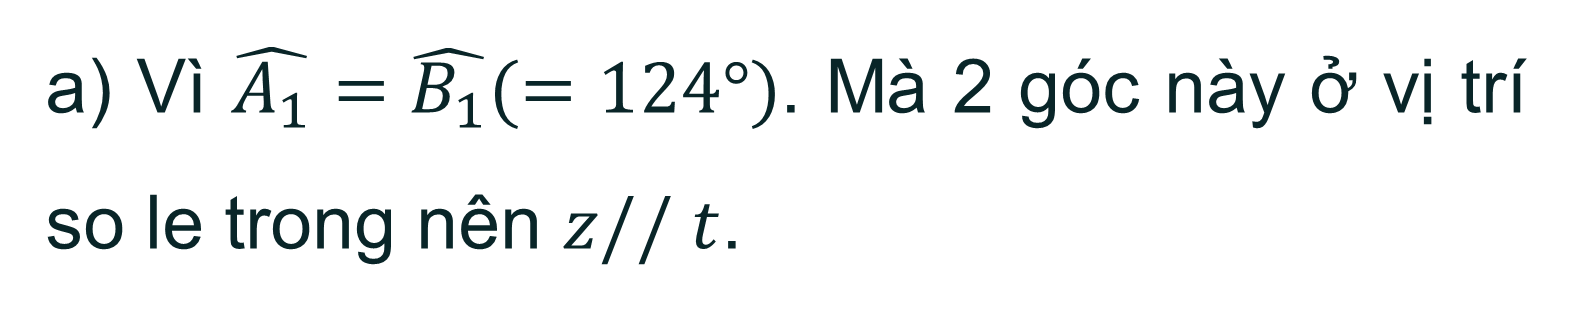 a) Vì $\widehat{A_1} = \widehat{B_1}(= 124°)$. Mà 2 góc này ở vị trí
so le trong nên $z // t$.